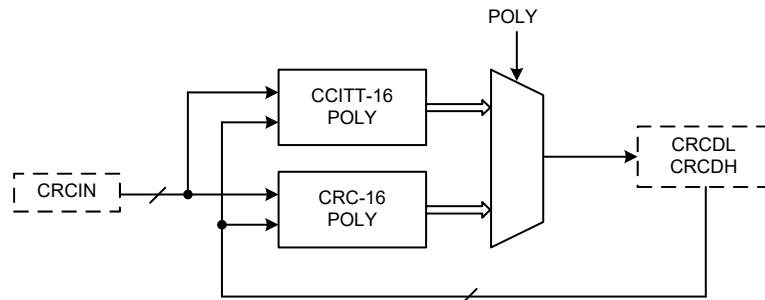 POLY
CCITT-16
POLY
CRCDL
CRCDH
CRCIN
CRC-16
POLY